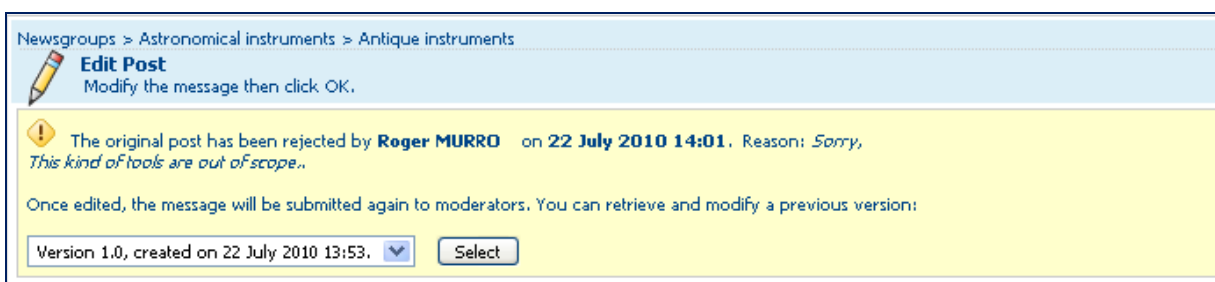 Newsgroups > Astronomical instruments > Antique instruments
Edit Post
Modify the message then click OK.
The original post has been rejected by Roger MURRO on 22 July 2010 14:01. Reason: Sorry,
This kind of tools are out of scope..
Once edited, the message will be submitted again to moderators. You can retrieve and modify a previous version:
Version 1.0, created on 22 July 2010 13:53. Select